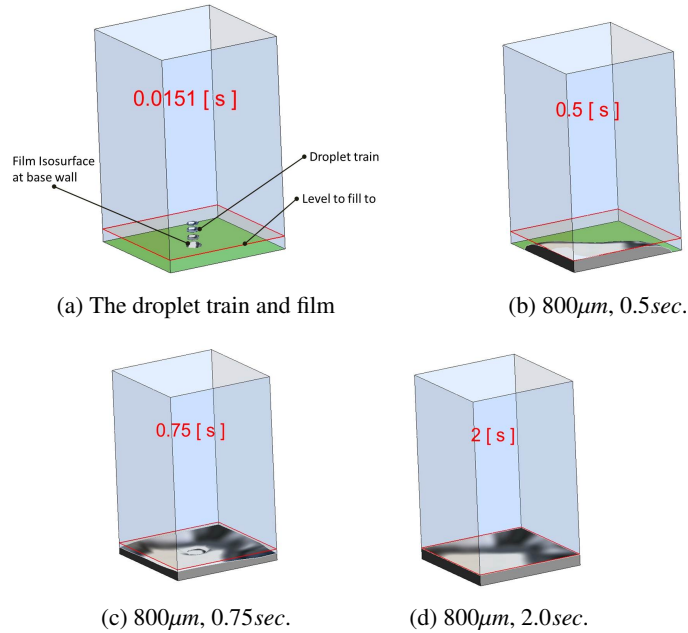 0.0151 [ s ]
Film Isosurface
at base wall
Droplet train
Level to fill to
(a) The droplet train and film
0.5 [ s ]
(b) 800μm, 0.5sec.
0.75 [ s ]
(c) 800μm, 0.75sec.
2 [ s ]
(d) 800μm, 2.0sec.